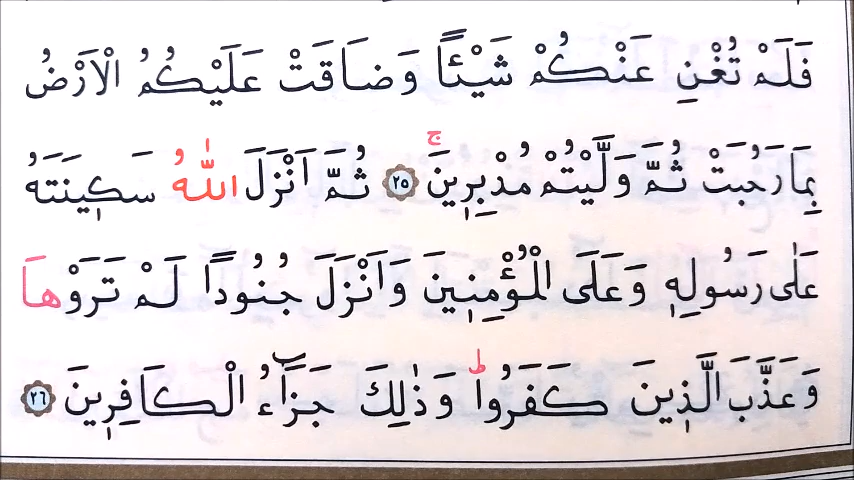 فَلَمْ تُغْنِ عَنْكُمْ شَيْـًٔا وَضَاقَتْ عَلَيْكُمُ الْاَرْضُ
بِمَا رَحُبَتْ ثُمَّ وَلَّيْتُمْ مُدْبِر۪ينَۚ ٢٥ ثُمَّ اَنْزَلَ اللّٰهُ سَك۪ينَتَهُ
عَلٰى رَسُولِه۪ وَعَلَى الْمُؤْمِن۪ينَ وَاَنْزَلَ جُنُودًا لَمْ تَرَوْهَا
وَعَذَّبَ الَّذ۪ينَ كَفَرُواۜ وَذٰلِكَ جَزَٓاءُ الْكَافِر۪ينَ ٢٦